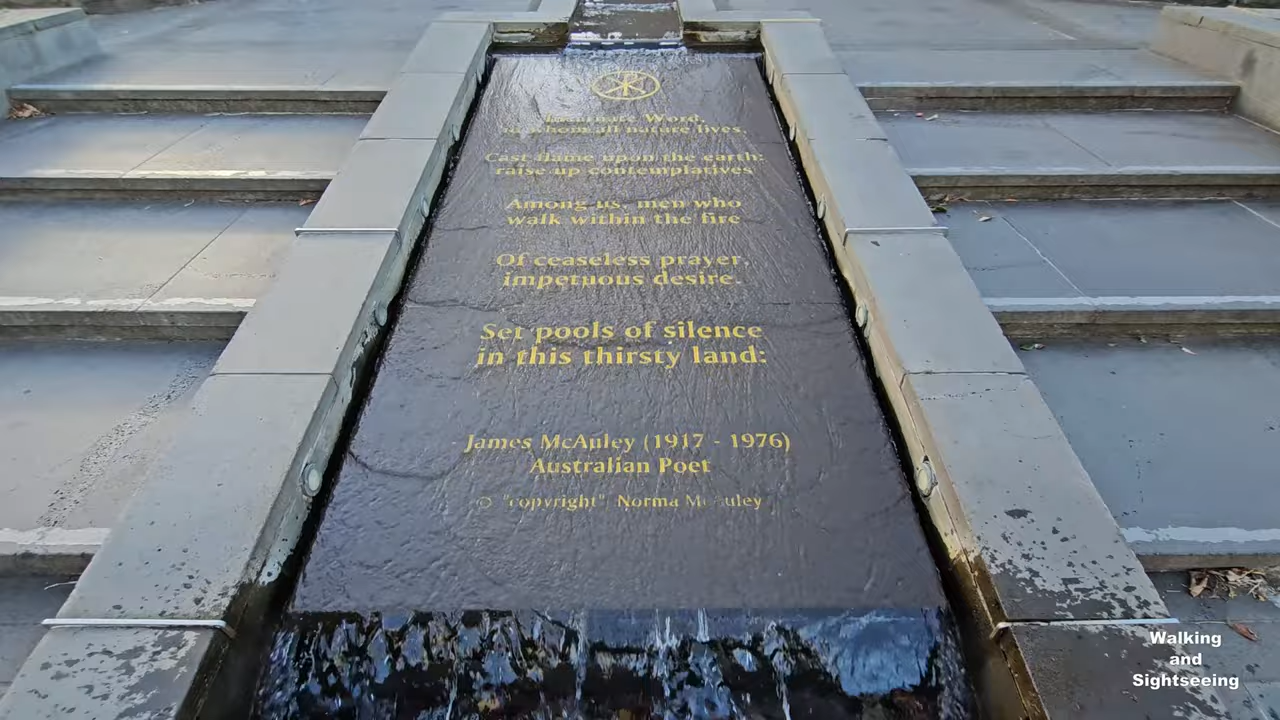 Incarnate Word,
in whom all nature lives,
Cast flame upon the earth:
raise up contemplatives
Among us, men who
walk within the fire
Of ceaseless prayer,
impetuous desire.
Set pools of silence
in this thirsty land:
James McAuley (1917 - 1976)
Australian Poet
© "copyright" Norma McAuley
Walking
and
Sightseeing